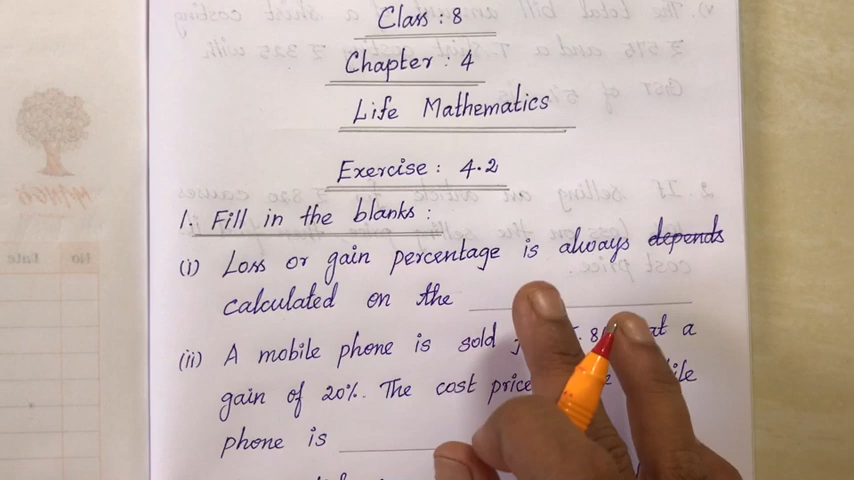 Class : 8
Chapter : 4
Life Mathematics
Exercise : 4.2
1. Fill in the blanks :
(i) Loss or gain percentage is always depends
calculated on the
(ii) A mobile phone is sold at a
gain of 20%. The cost price
phone is